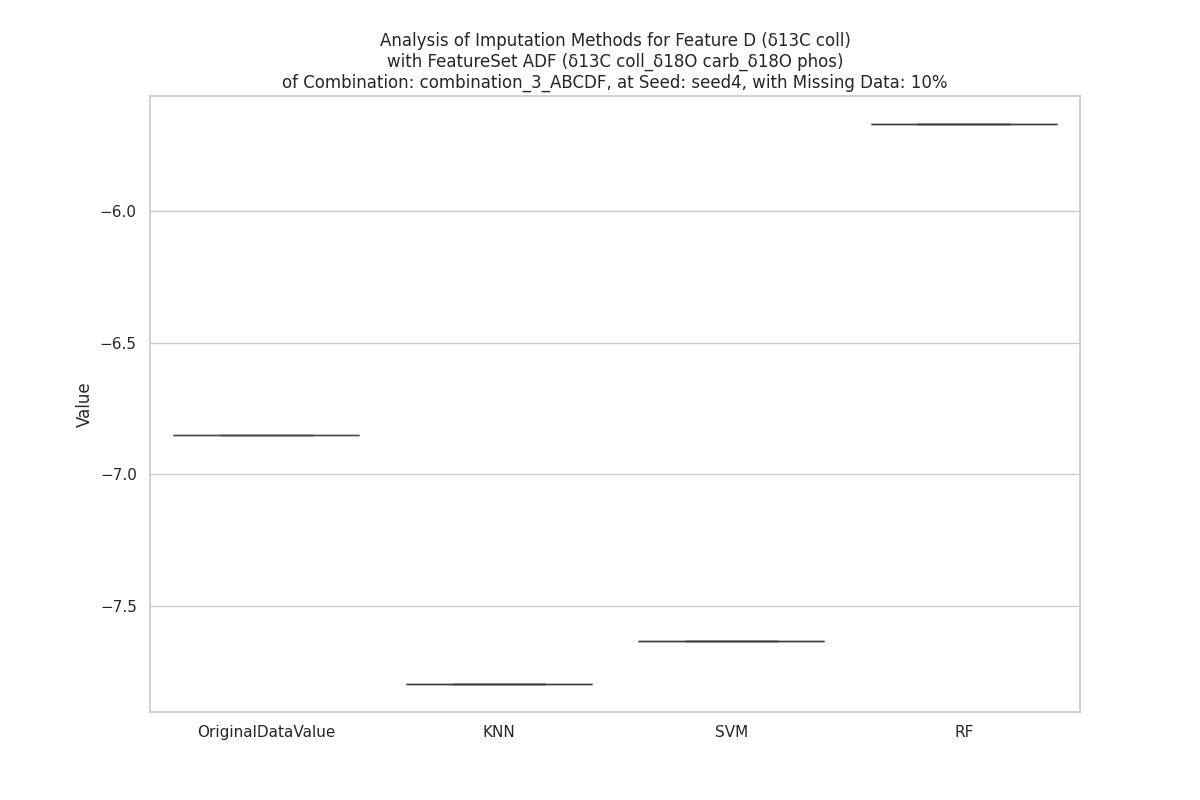 Analysis of Imputation Methods for Feature D (δ13C coll)
with FeatureSet ADF (δ13C coll_δ18O carb_δ18O phos)
of Combination: combination_3_ABCDF, at Seed: seed4, with Missing Data: 10%
Value
−6.0
−6.5
−7.0
−7.5
OriginalDataValue
KNN
SVM
RF